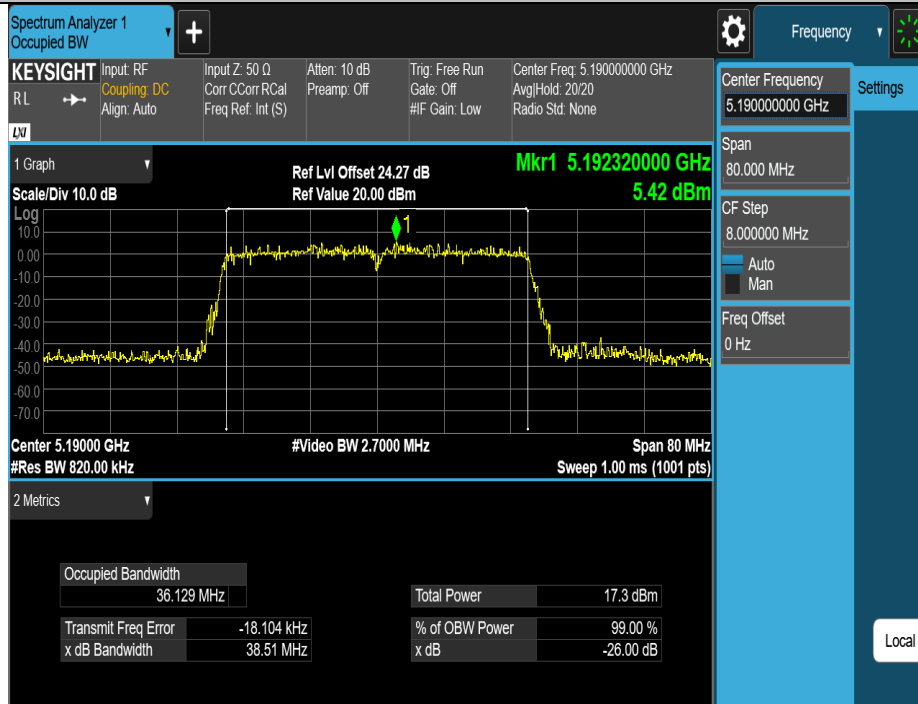 Spectrum Analyzer 1
Occupied BW
+
Frequency
KEYSIGHT
R L
LXI
Input: RF
Coupling: DC
Align: Auto
Input Z: 50 Ω
Corr CCorr RCal
Freq Ref: Int (S)
Atten: 10 dB
Preamp: Off
Trig: Free Run
Gate: Off
#IF Gain: Low
Center Freq: 5.190000000 GHz
Avg|Hold: 20/20
Radio Std: None
1 Graph
Scale/Div 10.0 dB
Ref Lvl Offset 24.27 dB
Ref Value 20.00 dBm
Mkr1 5.192320000 GHz
5.42 dBm
Log
10.0
0.00
-10.0
-20.0
-30.0
-40.0
-50.0
-60.0
-70.0
1
Center 5.19000 GHz
#Video BW 2.7000 MHz
Span 80 MHz
#Res BW 820.00 kHz
Sweep 1.00 ms (1001 pts)
2 Metrics
Occupied Bandwidth
36.129 MHz
Total Power 17.3 dBm
Transmit Freq Error -18.104 kHz
% of OBW Power 99.00 %
x dB Bandwidth 38.51 MHz
x dB -26.00 dB
Center Frequency
5.190000000 GHz
Settings
Span
80.000 MHz
CF Step
8.000000 MHz
Auto
Man
Freq Offset
0 Hz
Local